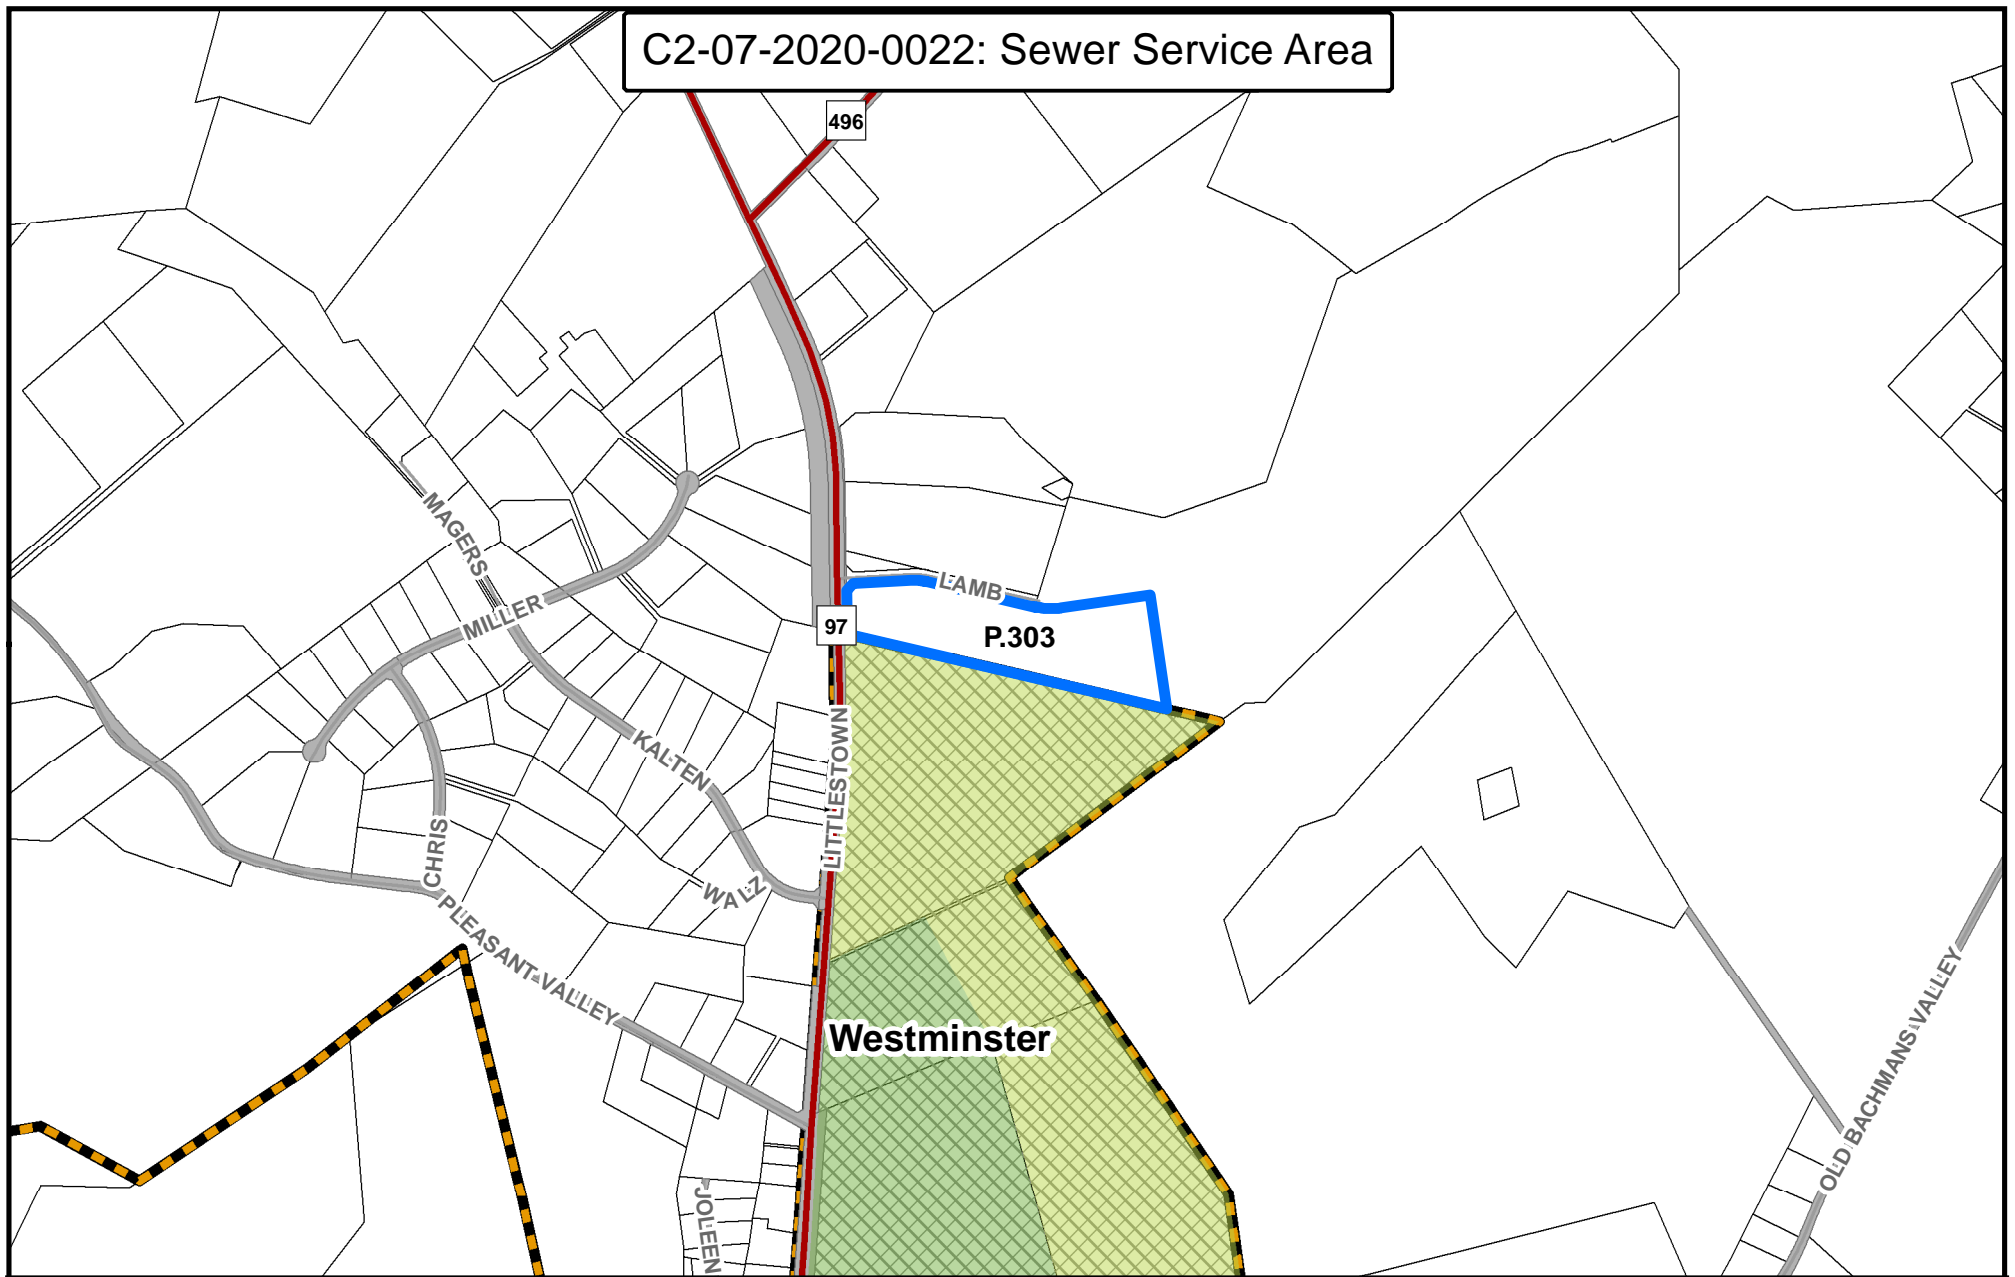 C2-07-2020-0022: Sewer Service Area
496
MAGERS
LAMB
MILLER
97
P.303
KALTEN
LITTLESTOWN
CHRIS
WALZ
PLEASANT VALLEY
Westminster
OLD BACHMANS VALLEY
JOLEEN